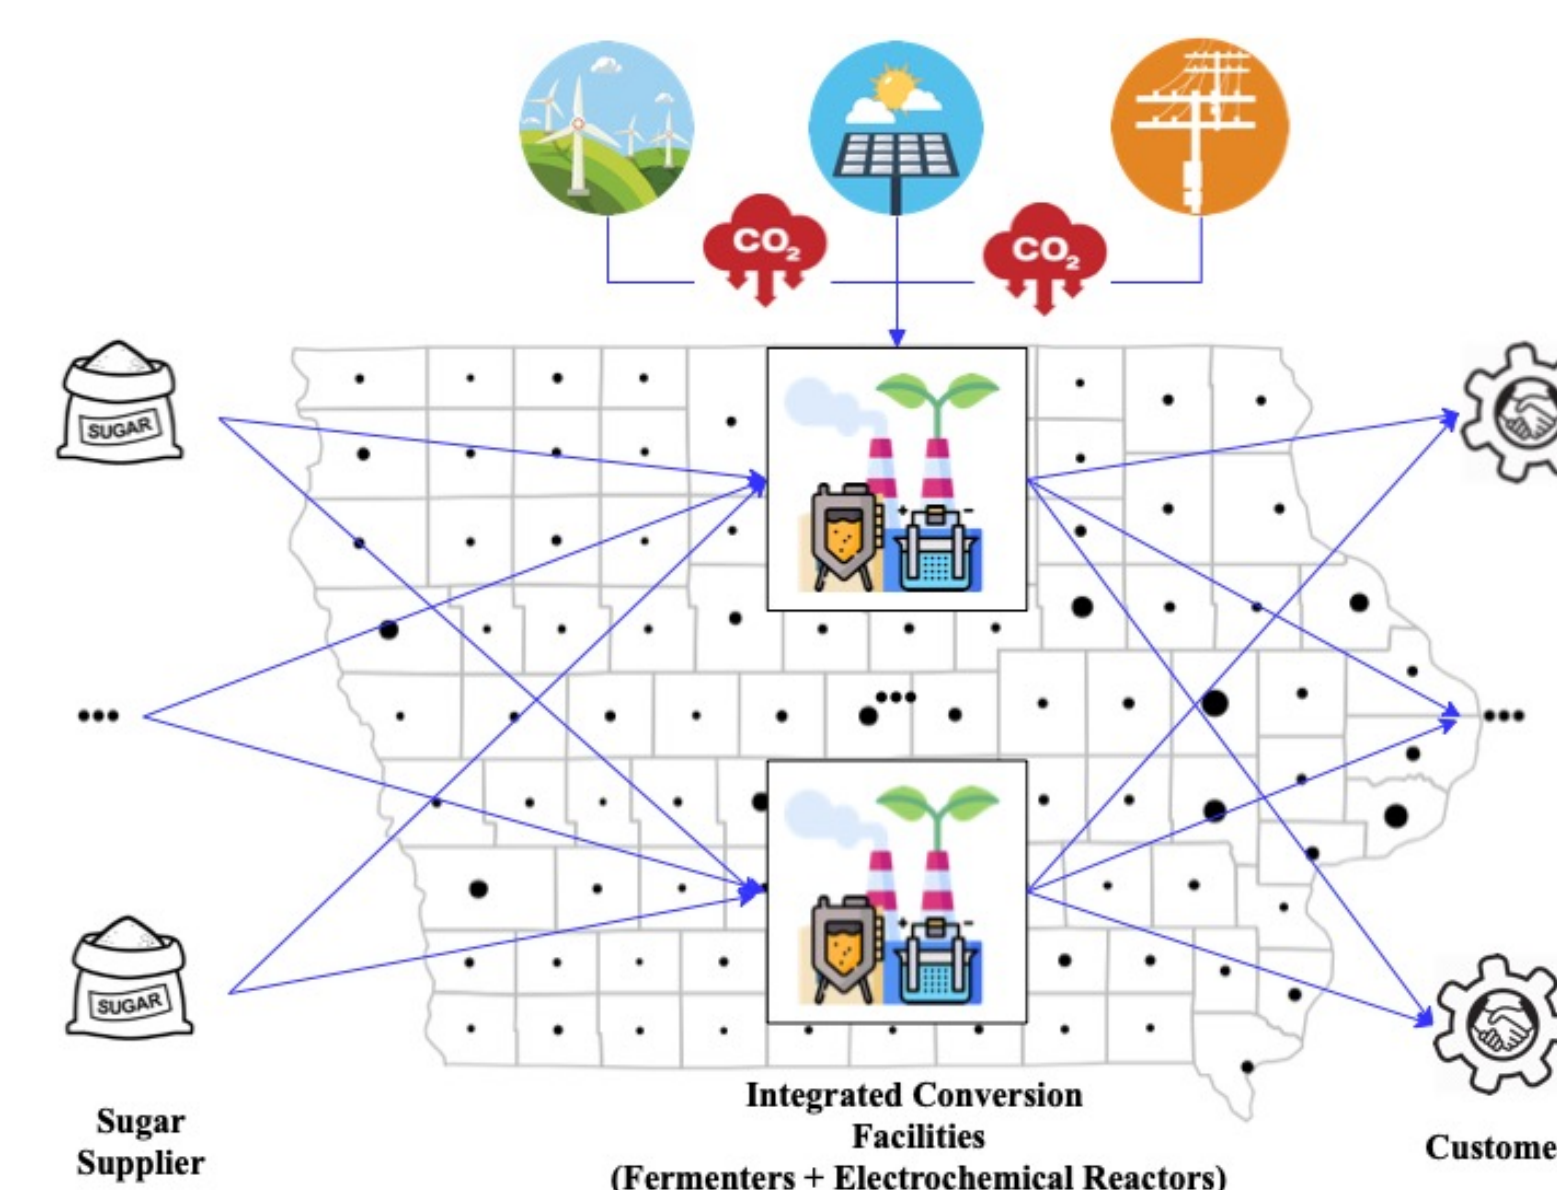 CO₂
CO₂
SUGAR
SUGAR
Sugar
Supplier
Integrated Conversion
Facilities
(Fermenters + Electrochemical Reactors)
Custome